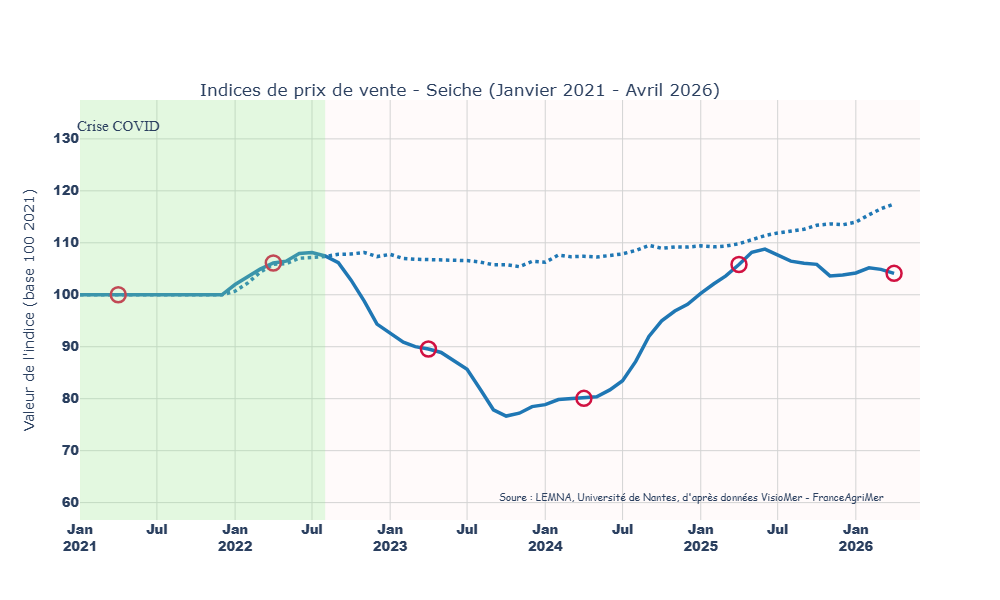 Indices de prix de vente - Seiche (Janvier 2021 - Avril 2026)
Crise COVID
Valeur de l'indice (base 100 2021)
130
120
110
100
90
80
70
60
Soure : LEMNA, Université de Nantes, d'après données VisioMer - FranceAgriMer
Jan Jul Jan Jul Jan Jul Jan Jul Jan Jul Jan
2021 2022 2023 2024 2025 2026